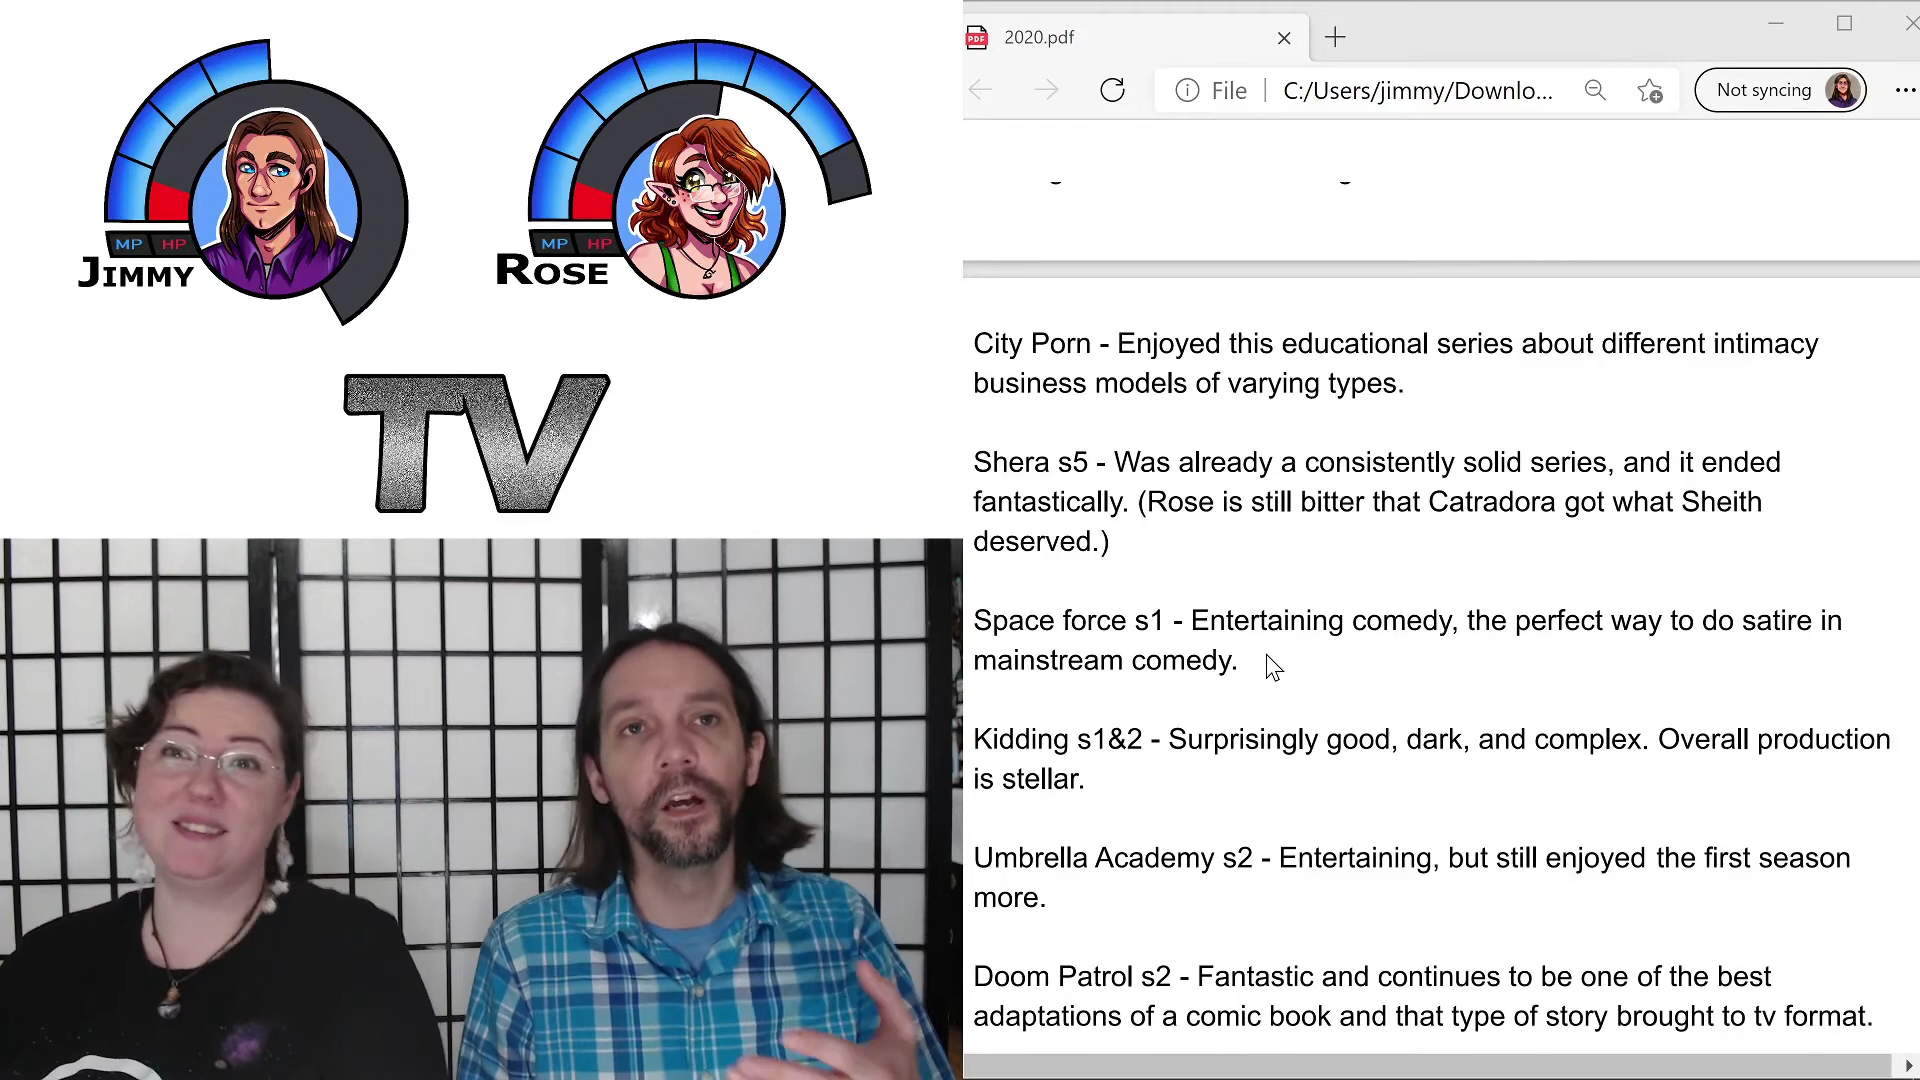 MP HP
JIMMY
MP HP
ROSE
TV
2020.pdf
File
C:/Users/jimmy/Downlo...
Not syncing
City Porn - Enjoyed this educational series about different intimacy
business models of varying types.
Shera s5 - Was already a consistently solid series, and it ended
fantastically. (Rose is still bitter that Catradora got what Sheith
deserved.)
Space force s1 - Entertaining comedy, the perfect way to do satire in
mainstream comedy.
Kidding s1&2 - Surprisingly good, dark, and complex. Overall production
is stellar.
Umbrella Academy s2 - Entertaining, but still enjoyed the first season
more.
Doom Patrol s2 - Fantastic and continues to be one of the best
adaptations of a comic book and that type of story brought to tv format.